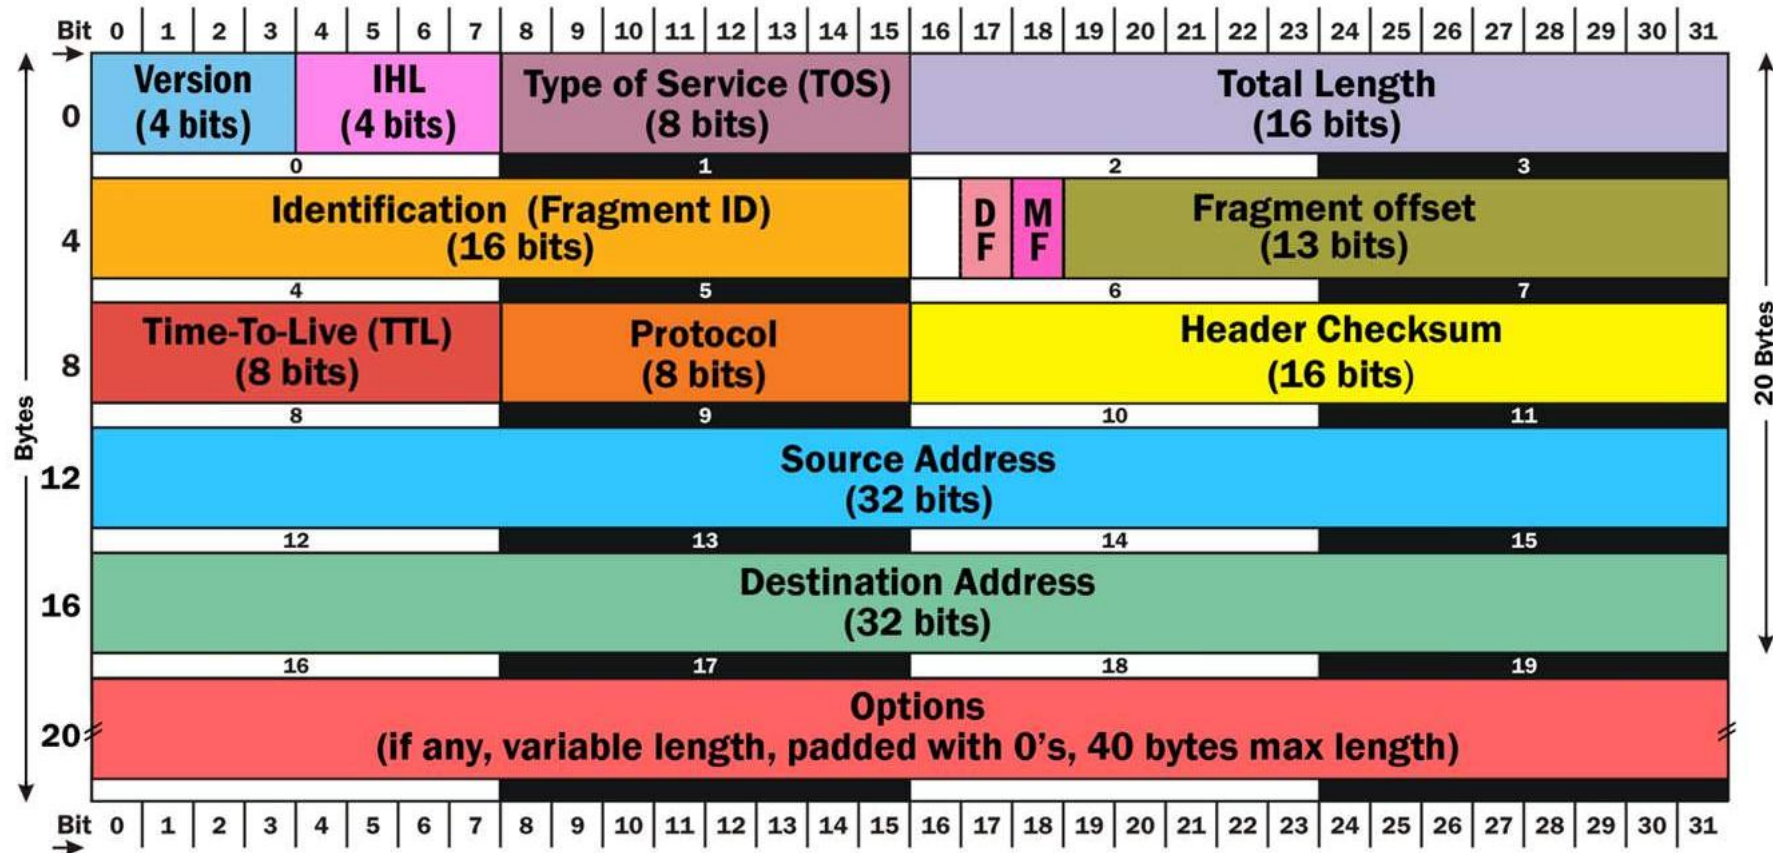 Bit 0 1 2 3 4 5 6 7 8 9 10 11 12 13 14 15 16 17 18 19 20 21 22 23 24 25 26 27 28 29 30 31
Version IHL Type of Service (TOS) Total Length
0 (4 bits) (4 bits) (8 bits) (16 bits)
0 1 2 3
Identification (Fragment ID) D M Fragment offset
4 (16 bits) F F (13 bits)
4 5 6 7
Time-To-Live (TTL) Protocol Header Checksum
8 (8 bits) (8 bits) (16 bits)
8 9 10 11
Bytes
20 Bytes
Source Address
12 (32 bits)
12 13 14 15
Destination Address
16 (32 bits)
16 17 18 19
Options
20 (if any, variable length, padded with 0's, 40 bytes max length)
Bit 0 1 2 3 4 5 6 7 8 9 10 11 12 13 14 15 16 17 18 19 20 21 22 23 24 25 26 27 28 29 30 31